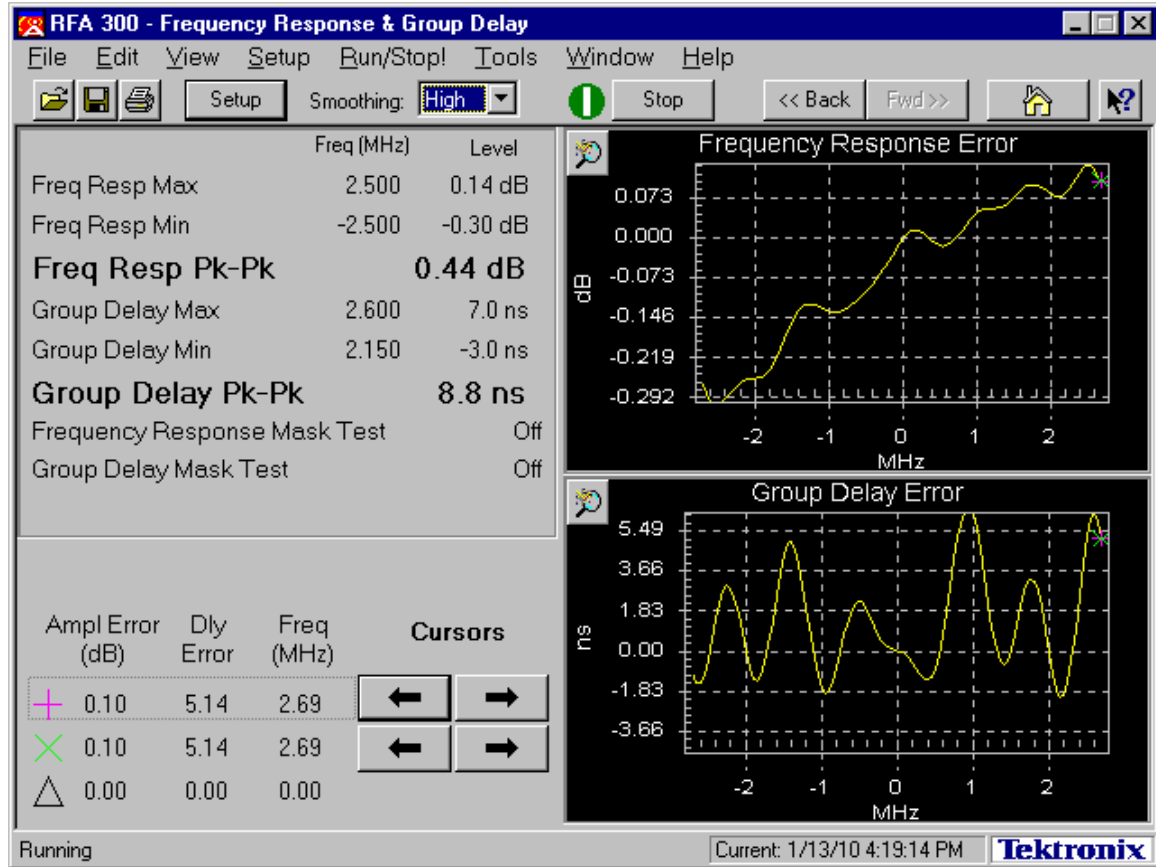 RFA 300 - Frequency Response & Group Delay
File Edit View Setup Run/Stop! Tools Window Help
Setup Smoothing: High Stop << Back Fwd >> ?
Freq (MHz) Level
Freq Resp Max 2.500 0.14 dB
Freq Resp Min -2.500 -0.30 dB
Freq Resp Pk-Pk 0.44 dB
Group Delay Max 2.600 7.0 ns
Group Delay Min 2.150 -3.0 ns
Group Delay Pk-Pk 8.8 ns
Frequency Response Mask Test Off
Group Delay Mask Test Off
Ampl Error (dB) Dly Error Freq (MHz) Cursors
0.10 5.14 2.69
0.10 5.14 2.69
0.00 0.00 0.00
Frequency Response Error
0.073
0.000
-0.073
-0.146
-0.219
-0.292
dB
-2 -1 0 1 2
MHz
Group Delay Error
5.49
3.66
1.83
0.00
-1.83
-3.66
ns
-2 -1 0 1 2
MHz
Running Current: 1/13/10 4:19:14 PM Tektronix